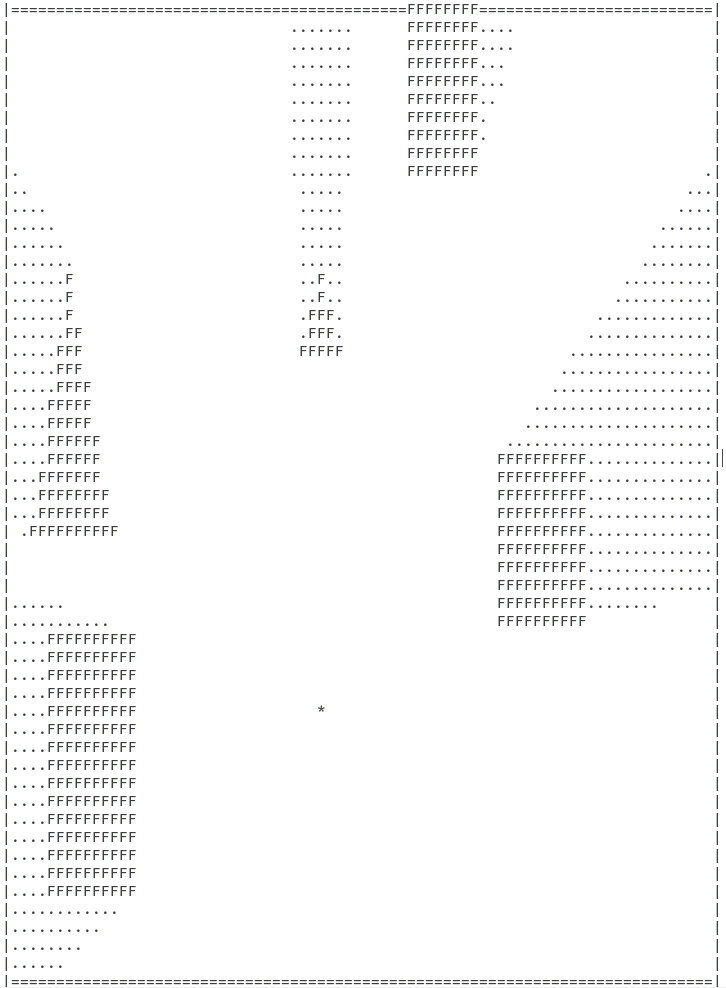 |============================================FFFFFFFF==========================|
|                               .......      FFFFFFFF....                      |
|                               .......      FFFFFFFF....                      |
|                               .......      FFFFFFFF...                       |
|                               .......      FFFFFFFF...                       |
|                               .......      FFFFFFFF..                        |
|                               .......      FFFFFFFF.                         |
|                               .......      FFFFFFFF.                         |
|                               .......      FFFFFFFF                          |
|.                              .......      FFFFFFFF                         .|
|..                              .....                                      ...|
|....                            .....                                     ....|
|.....                           .....                                   ......|
|......                          .....                                  .......|
|.......                         .....                                 ........|
|......F                         ..F..                               ..........|
|......F                         ..F..                              ...........|
|......F                         .FFF.                            .............|
|......FF                        .FFF.                           ..............|
|.....FFF                        FFFFF                         ................|
|.....FFF                                                     .................|
|.....FFFF                                                   ..................|
|....FFFFF                                                 ....................|
|....FFFFF                                                .....................|
|....FFFFFF                                             .......................|
|....FFFFFF                                            FFFFFFFFFF..............|
|...FFFFFFF                                            FFFFFFFFFF..............|
|...FFFFFFFF                                           FFFFFFFFFF..............|
|...FFFFFFFF                                           FFFFFFFFFF..............|
| .FFFFFFFFFF                                          FFFFFFFFFF..............|
|                                                      FFFFFFFFFF..............|
|                                                      FFFFFFFFFF..............|
|                                                      FFFFFFFFFF..............|
|......                                                FFFFFFFFFF........      |
|...........                                           FFFFFFFFFF              |
|....FFFFFFFFFF                                                                |
|....FFFFFFFFFF                                                                |
|....FFFFFFFFFF                                                                |
|....FFFFFFFFFF                                                                |
|....FFFFFFFFFF                    *                                           |
|....FFFFFFFFFF                                                                |
|....FFFFFFFFFF                                                                |
|....FFFFFFFFFF                                                                |
|....FFFFFFFFFF                                                                |
|....FFFFFFFFFF                                                                |
|....FFFFFFFFFF                                                                |
|....FFFFFFFFFF                                                                |
|....FFFFFFFFFF                                                                |
|....FFFFFFFFFF                                                                |
|....FFFFFFFFFF                                                                |
|............                                                                  |
|..........                                                                    |
|........                                                                      |
|......                                                                        |
|==============================================================================|